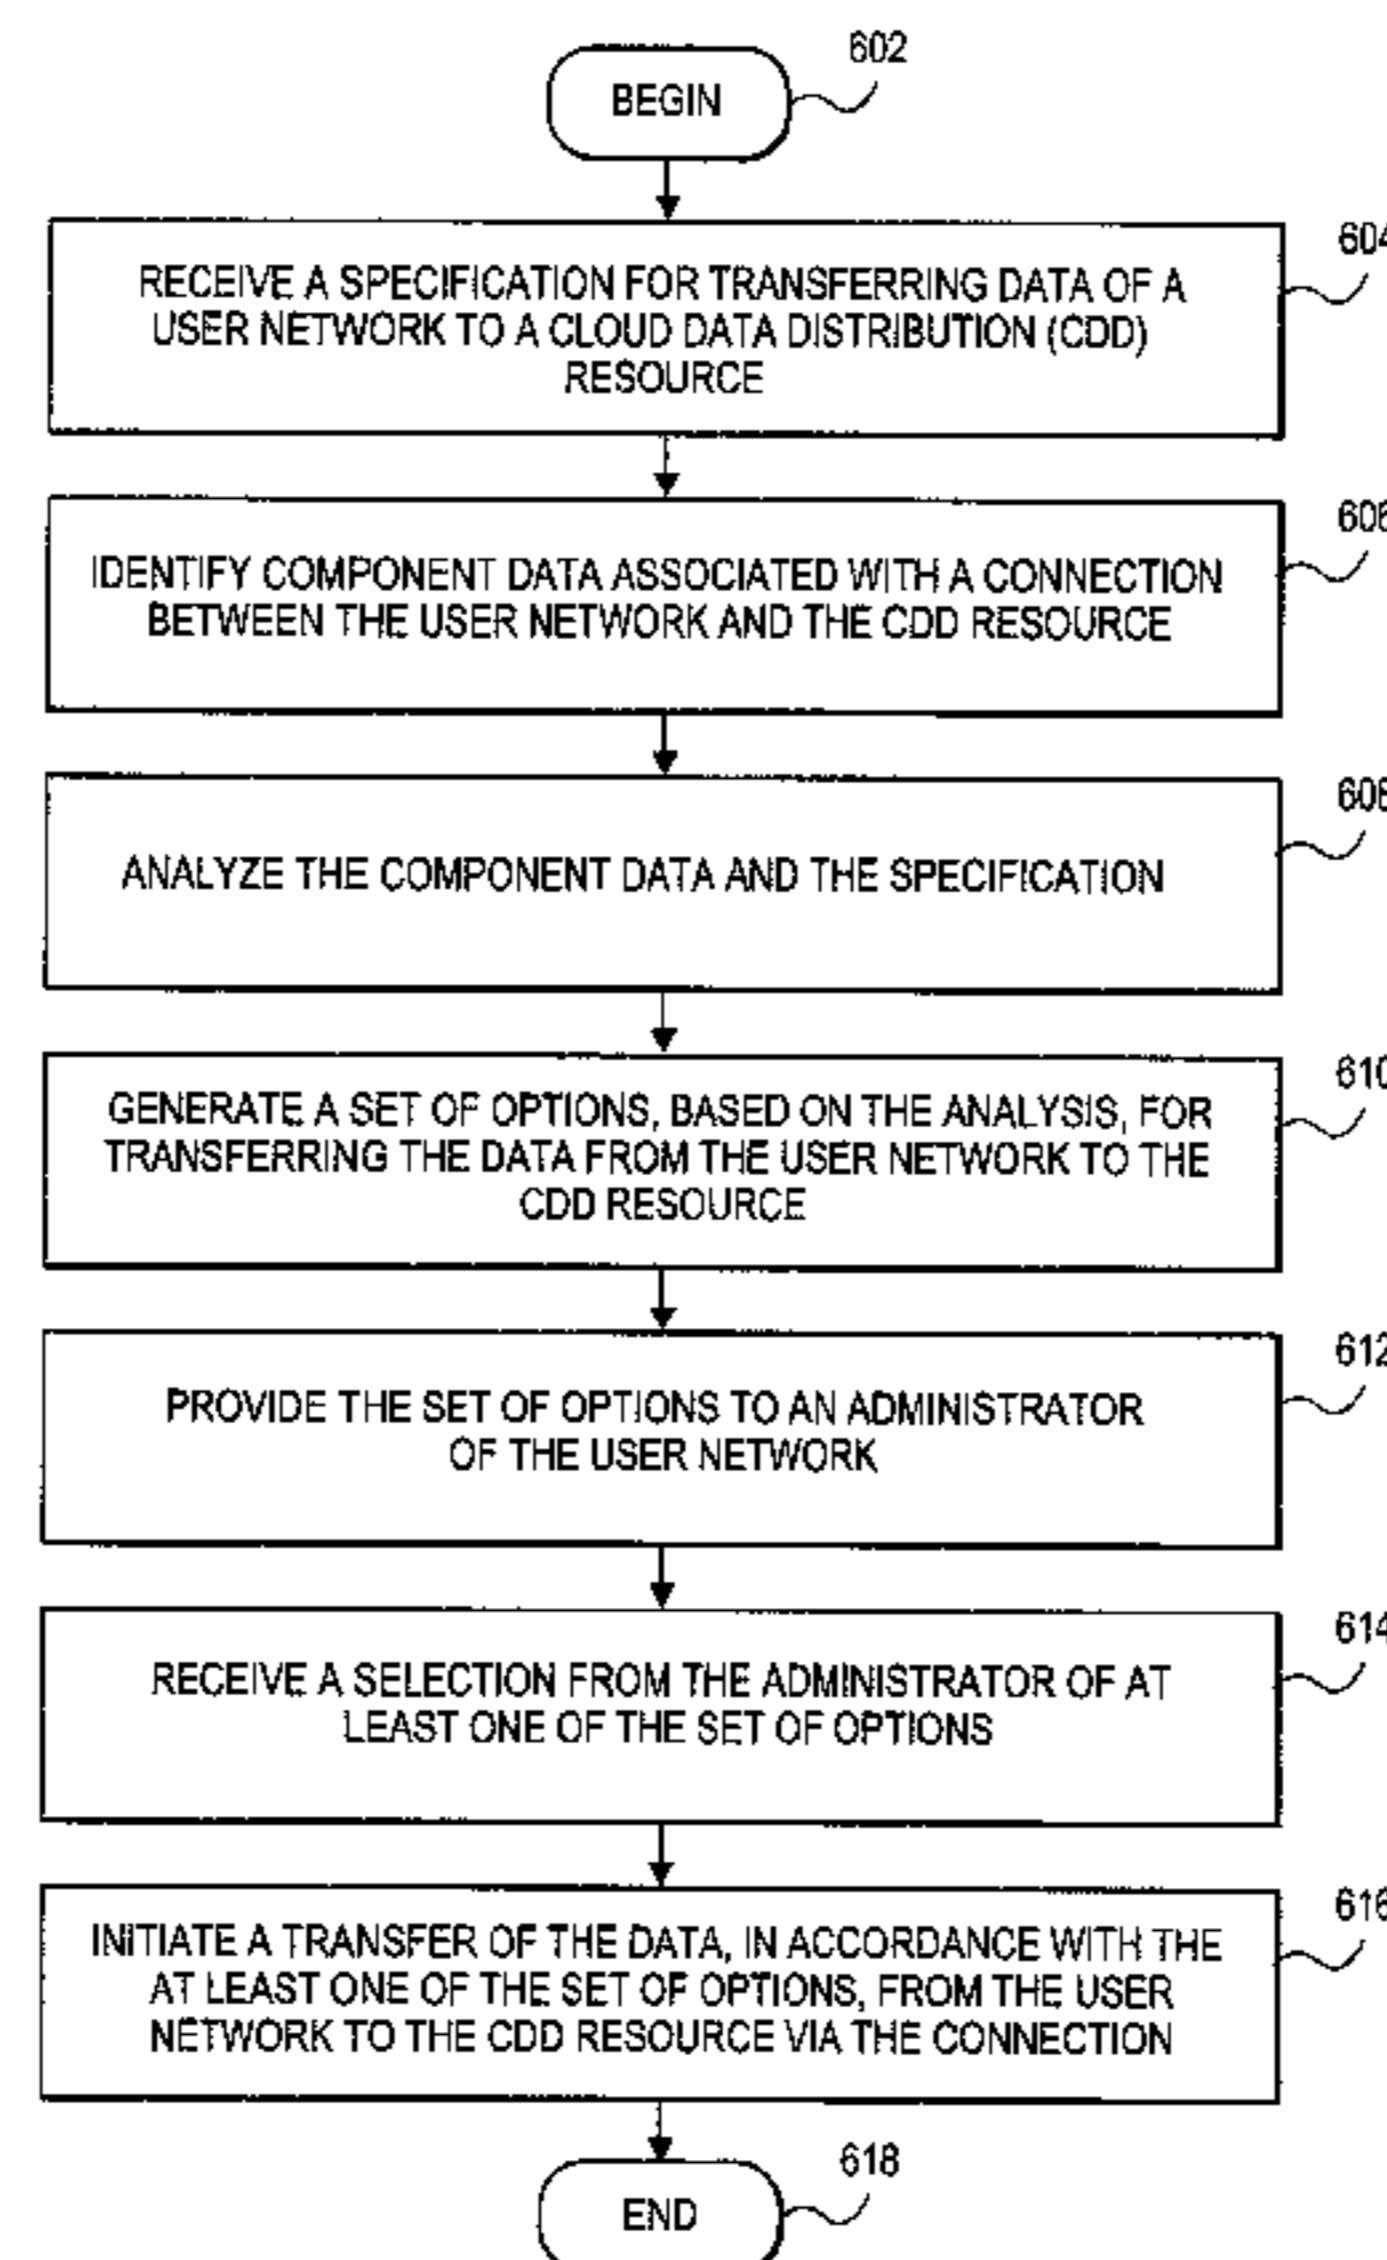 602
BEGIN
604
RECEIVE A SPECIFICATION FOR TRANSFERRING DATA OF A
USER NETWORK TO A CLOUD DATA DISTRIBUTION (CDD)
RESOURCE
606
IDENTIFY COMPONENT DATA ASSOCIATED WITH A CONNECTION
BETWEEN THE USER NETWORK AND THE CDD RESOURCE
608
ANALYZE THE COMPONENT DATA AND THE SPECIFICATION
610
GENERATE A SET OF OPTIONS, BASED ON THE ANALYSIS, FOR
TRANSFERRING THE DATA FROM THE USER NETWORK TO THE
CDD RESOURCE
612
PROVIDE THE SET OF OPTIONS TO AN ADMINISTRATOR
OF THE USER NETWORK
614
RECEIVE A SELECTION FROM THE ADMINISTRATOR OF AT
LEAST ONE OF THE SET OF OPTIONS
616
INITIATE A TRANSFER OF THE DATA, IN ACCORDANCE WITH THE
AT LEAST ONE OF THE SET OF OPTIONS, FROM THE USER
NETWORK TO THE CDD RESOURCE VIA THE CONNECTION
618
END